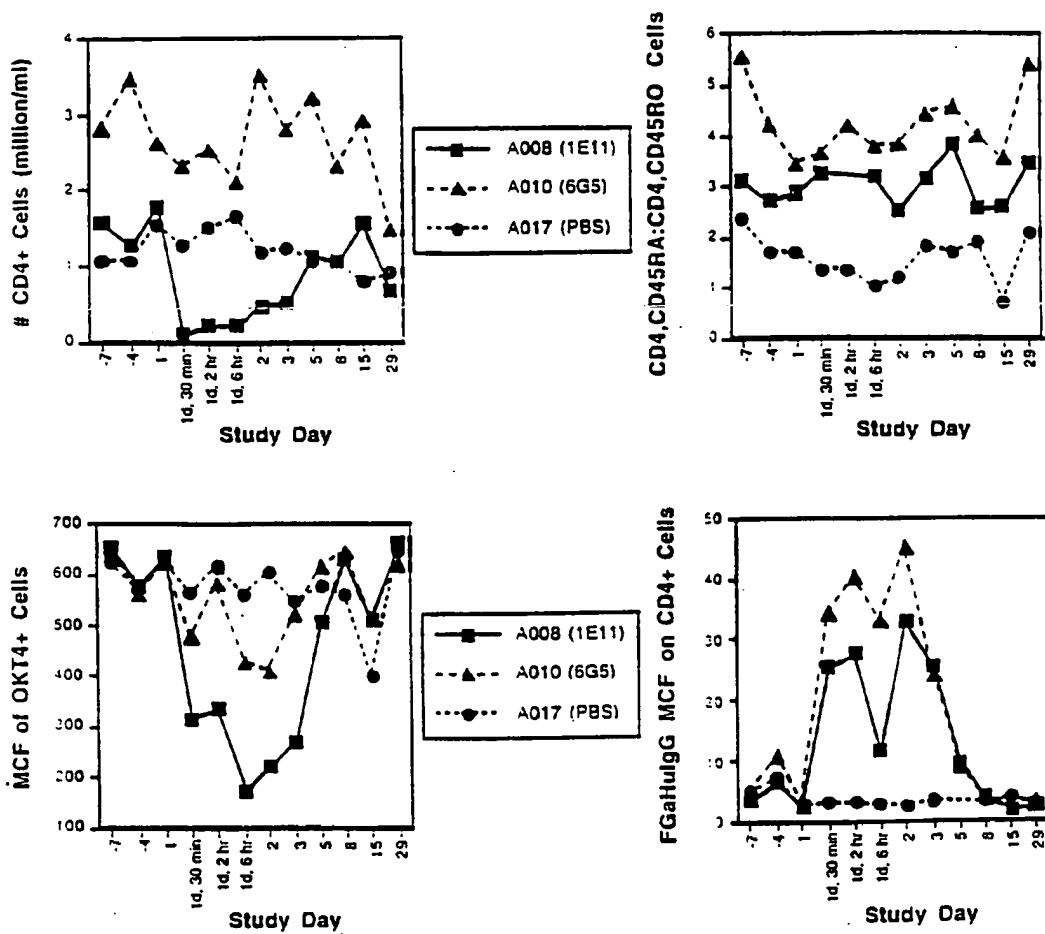 # CD4+ Cells (million/ml)
4
3
2
1
0
-7
-4
1
1d, 30 min
1d, 2 hr
1d, 6 hr
2
3
5
8
15
29
Study Day
A008 (1E11)
A010 (6G5)
A017 (PBS)
CD4,CD45RA:CD4,CD45RO Cells
6
5
4
3
2
1
0
-7
-4
1
1d, 30 min
1d, 2 hr
1d, 6 hr
2
3
5
8
15
29
Study Day
MCF of OKT4+ Cells
700
600
500
400
300
200
100
-7
-4
1
1d, 30 min
1d, 2 hr
1d, 6 hr
2
3
5
8
15
29
Study Day
A008 (1E11)
A010 (6G5)
A017 (PBS)
FGaHuIgG MCF on CD4+ Cells
50
40
30
20
10
0
-7
-4
1
1d, 30 min
1d, 2 hr
1d, 6 hr
2
3
5
8
15
29
Study Day